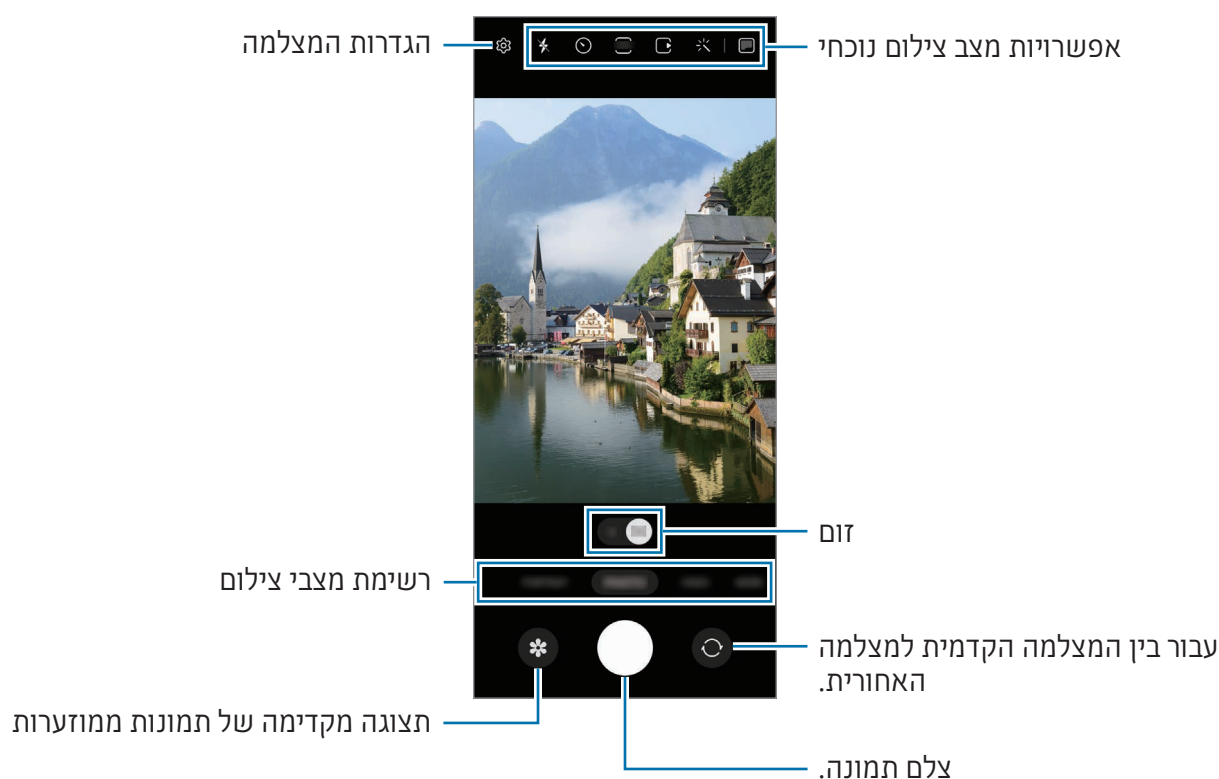 הגדרות המצלמה
אפשרויות מצב צילום נוכחי
זום
רשימת מצבי צילום
עבור בין המצלמה הקדמית למצלמה
האחורית.
תצוגה מקדימה של תמונות ממוזערות
צלם תמונה.